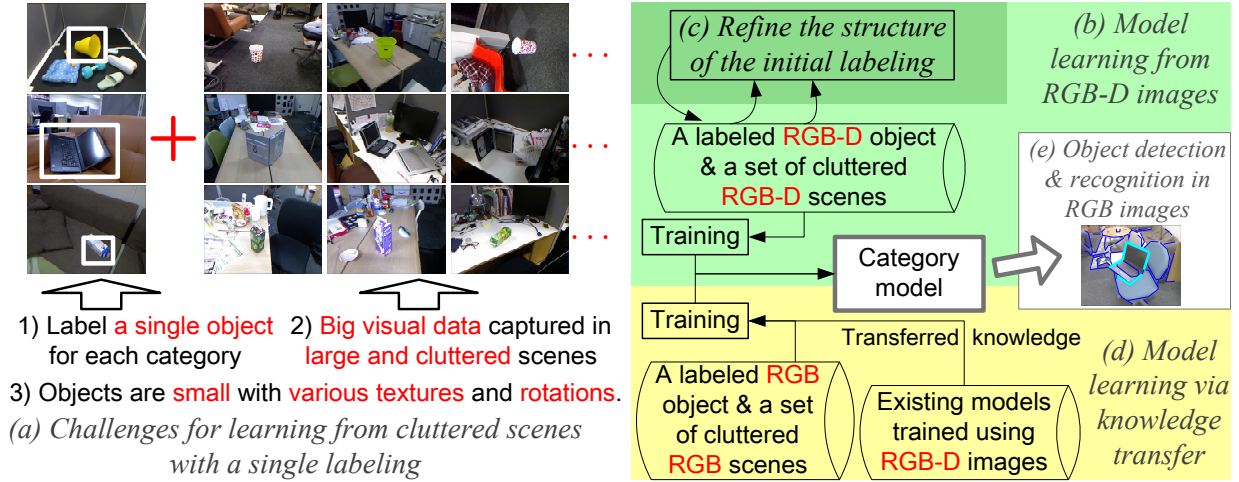 1) Label a single object
for each category
2) Big visual data captured in
large and cluttered scenes
3) Objects are small with various textures and rotations.
(a) Challenges for learning from cluttered scenes
with a single labeling
(c) Refine the structure
of the initial labeling
(b) Model
learning from
RGB-D images
A labeled RGB-D object
& a set of cluttered
RGB-D scenes
(e) Object detection
& recognition in
RGB images
Training
Category
model
Training
Transferred knowledge
A labeled RGB
object & a set
of cluttered
RGB scenes
Existing models
trained using
RGB-D images
(d) Model
learning via
knowledge
transfer